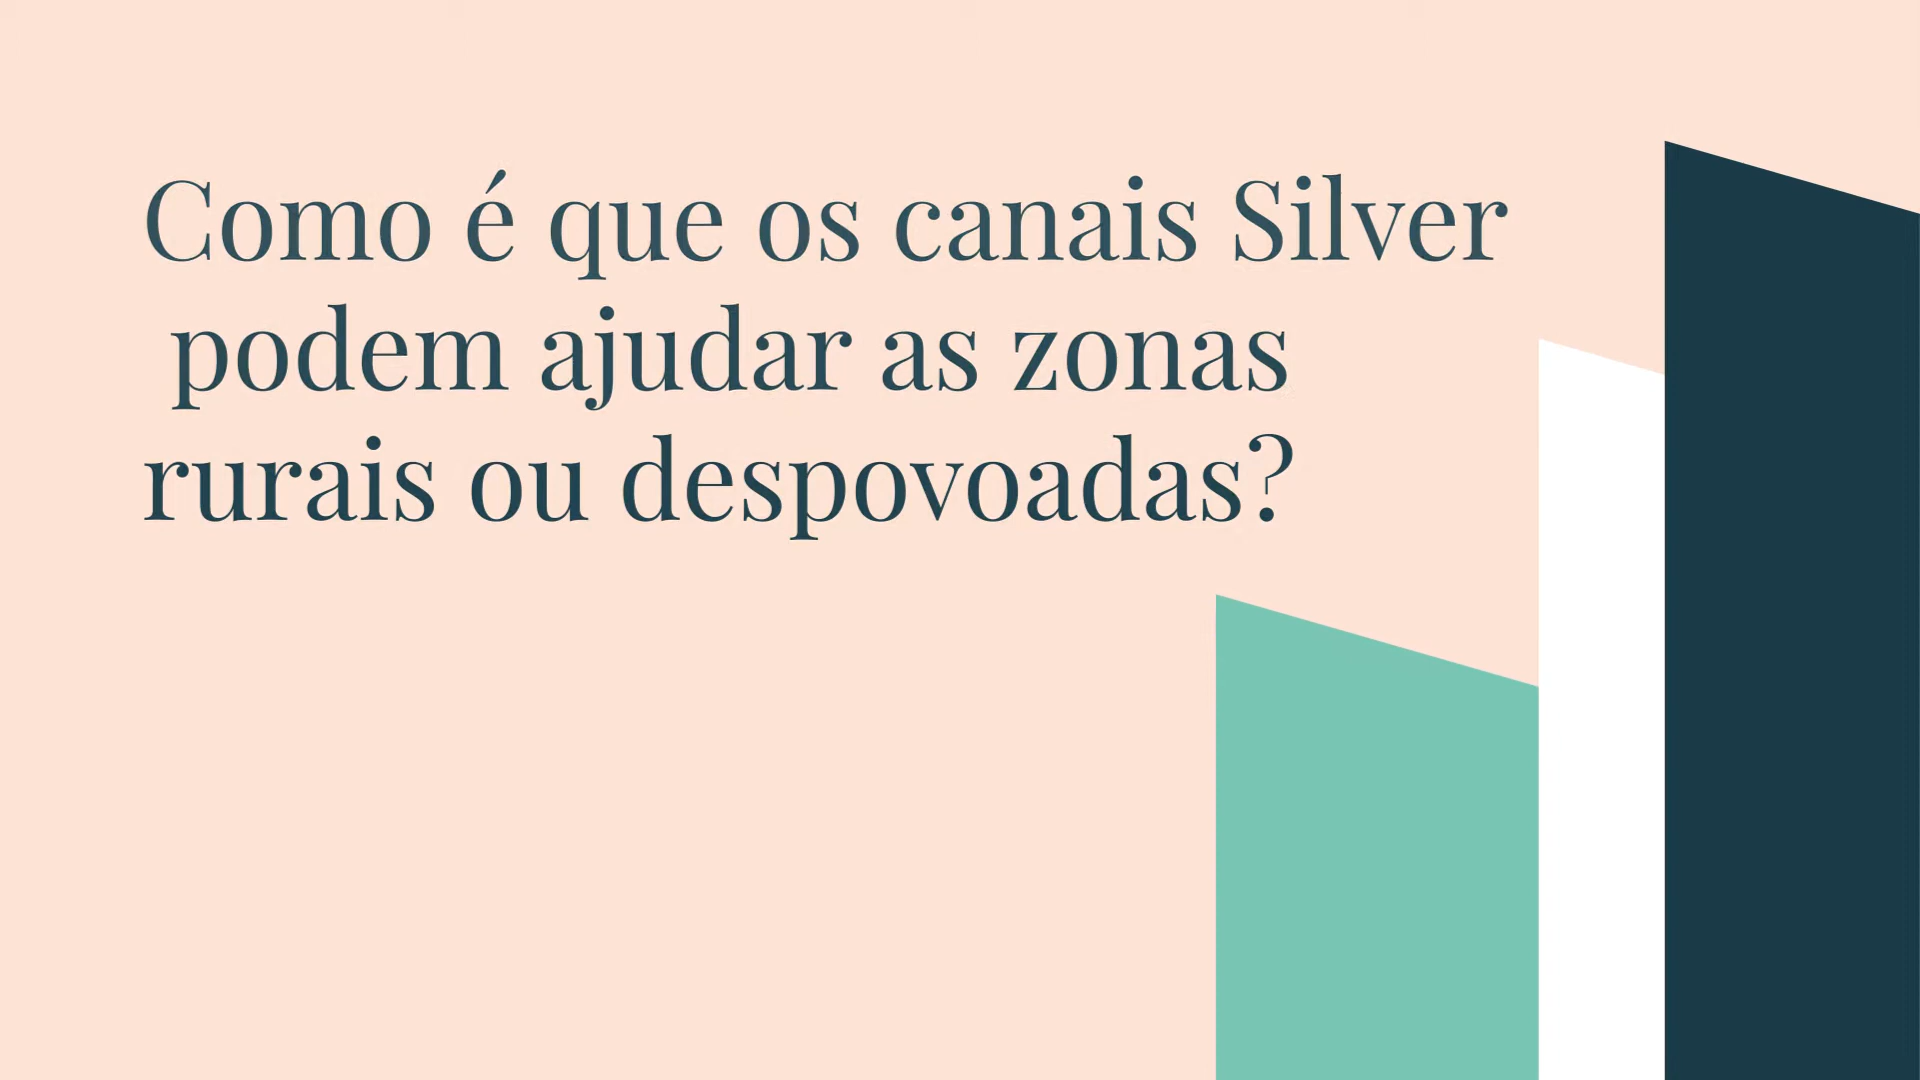 Como é que os canais Silver
podem ajudar as zonas
rurais ou despovoadas?